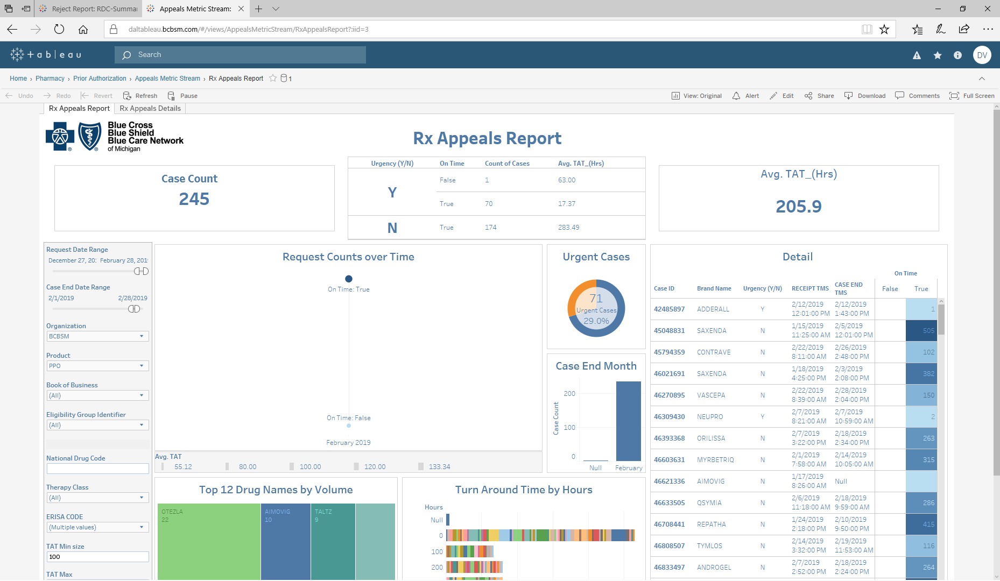 Reject Report: RDC-Summar
Appeals Metric Stream:
daltableau.bcbsm.com/#/views/AppealsMetricStream/RxAppealsReport?:iid=3
+ a b l e a u
Search
DV
Home › Pharmacy › Prior Authorization › Appeals Metric Stream › Rx Appeals Report 1
Undo Redo Revert Refresh Pause View: Original Alert Edit Share Download Comments Full Screen
Rx Appeals Report Rx Appeals Details
Blue Cross
Blue Shield
Blue Care Network
of Michigan
Rx Appeals Report
Case Count
245
Urgency (Y/N) On Time Count of Cases Avg. TAT_(Hrs)
Y False 1 63.00
True 70 17.37
N True 174 283.49
Avg. TAT_(Hrs)
205.9
Request Date Range
December 27, 20: February 28, 201
Case End Date Range
2/1/2019 2/28/2019
Organization
BCBSM
Product
PPO
Book of Business
(All)
Eligibility Group Identifier
(All)
National Drug Code
Therapy Class
(All)
ERISA CODE
(Multiple values)
TAT Min size
100
TAT Max
Request Counts over Time
On Time: True
On Time: False
February 2019
Avg. TAT
55.12 80.00 100.00 120.00 133.34
Urgent Cases
71
Urgent Cases
29.0%
Case End Month
Case Count
200
100
0
Null February
Top 12 Drug Names by Volume
OTEZLA
22
AIMOVIG
10
TALTZ
9
Turn Around Time by Hours
Hours
Null
0
100
200
Detail
On Time
Case ID Brand Name Urgency (Y/N) RECEIPT TMS CASE END TMS False True
42485897 ADDERALL Y 2/12/2019 12:01:00 PM 2/12/2019 1:43:00 PM 1
45048831 SAXENDA N 1/15/2019 11:25:00 AM 2/5/2019 12:01:00 PM 505
45794359 CONTRAVE N 2/22/2019 8:11:00 AM 2/26/2019 2:48:00 PM 102
46021691 SAXENDA N 1/18/2019 4:25:00 PM 2/3/2019 2:08:00 PM 382
46270895 VASCEPA N 2/22/2019 8:39:00 AM 2/28/2019 2:04:00 PM 150
46309430 NEUPRO Y 2/7/2019 8:21:00 AM 2/7/2019 10:59:00 AM 2
46393368 ORILISSA N 2/7/2019 3:22:00 PM 2/18/2019 2:34:00 PM 263
46603631 MYRBETRIQ N 2/1/2019 7:58:00 AM 2/14/2019 10:05:00 AM 315
46621336 AIMOVIG N 1/17/2019 8:26:00 AM Null
46633505 QSYMIA N 2/6/2019 11:18:00 AM 2/18/2019 9:59:00 AM 286
46708441 REPATHA N 1/24/2019 2:18:00 PM 2/10/2019 9:50:00 PM 415
46808507 TYMLOS N 2/14/2019 3:32:00 PM 2/19/2019 11:53:00 AM 116
46833497 ANDROGEL N 2/7/2019 2:52:00 PM 2/18/2019 2:24:00 PM 264